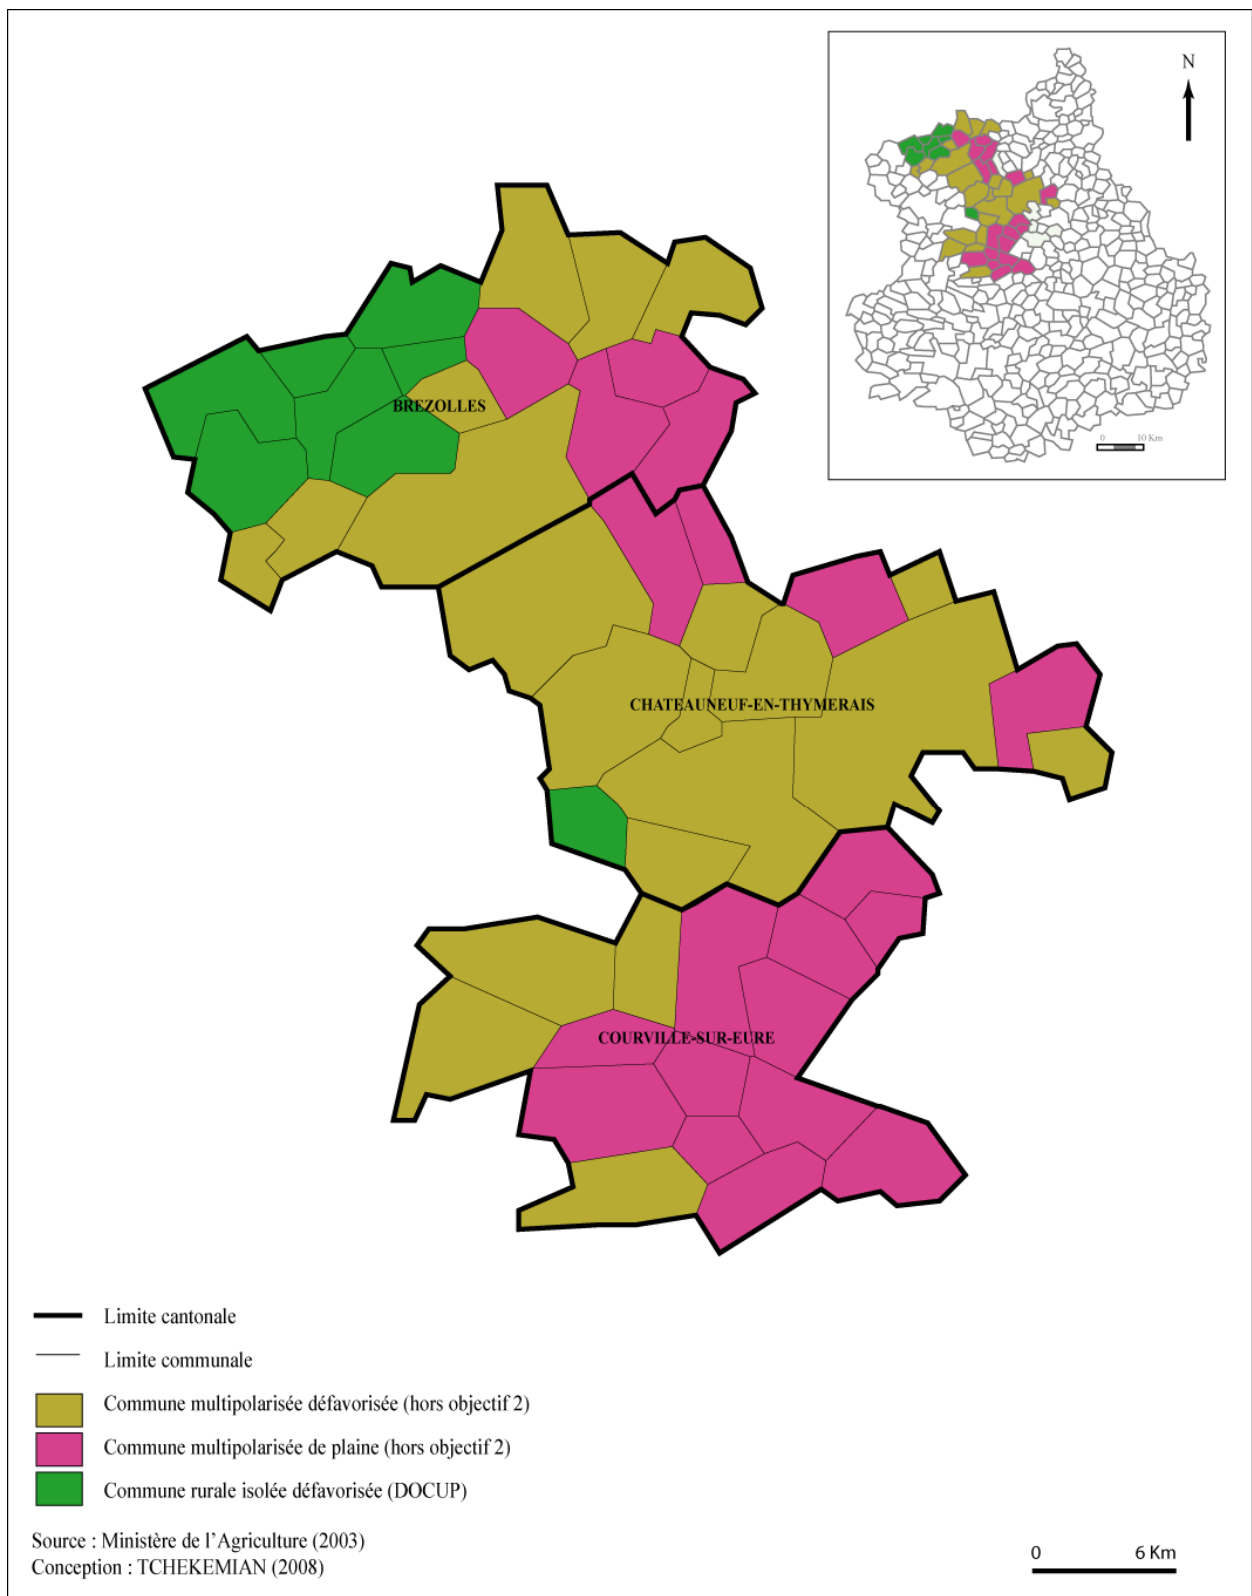 N
0 10 Km
BREZOLLES
CHATEAUNEUF-EN-THYMERAIS
COURVILLE-SUR-EURE
Limite cantonale
Limite communale
Commune multipolarisée défavorisée (hors objectif 2)
Commune multipolarisée de plaine (hors objectif 2)
Commune rurale isolée défavorisée (DOCUP)
Source : Ministère de l'Agriculture (2003)
Conception : TCHEKEMIAN (2008)
0 6 Km